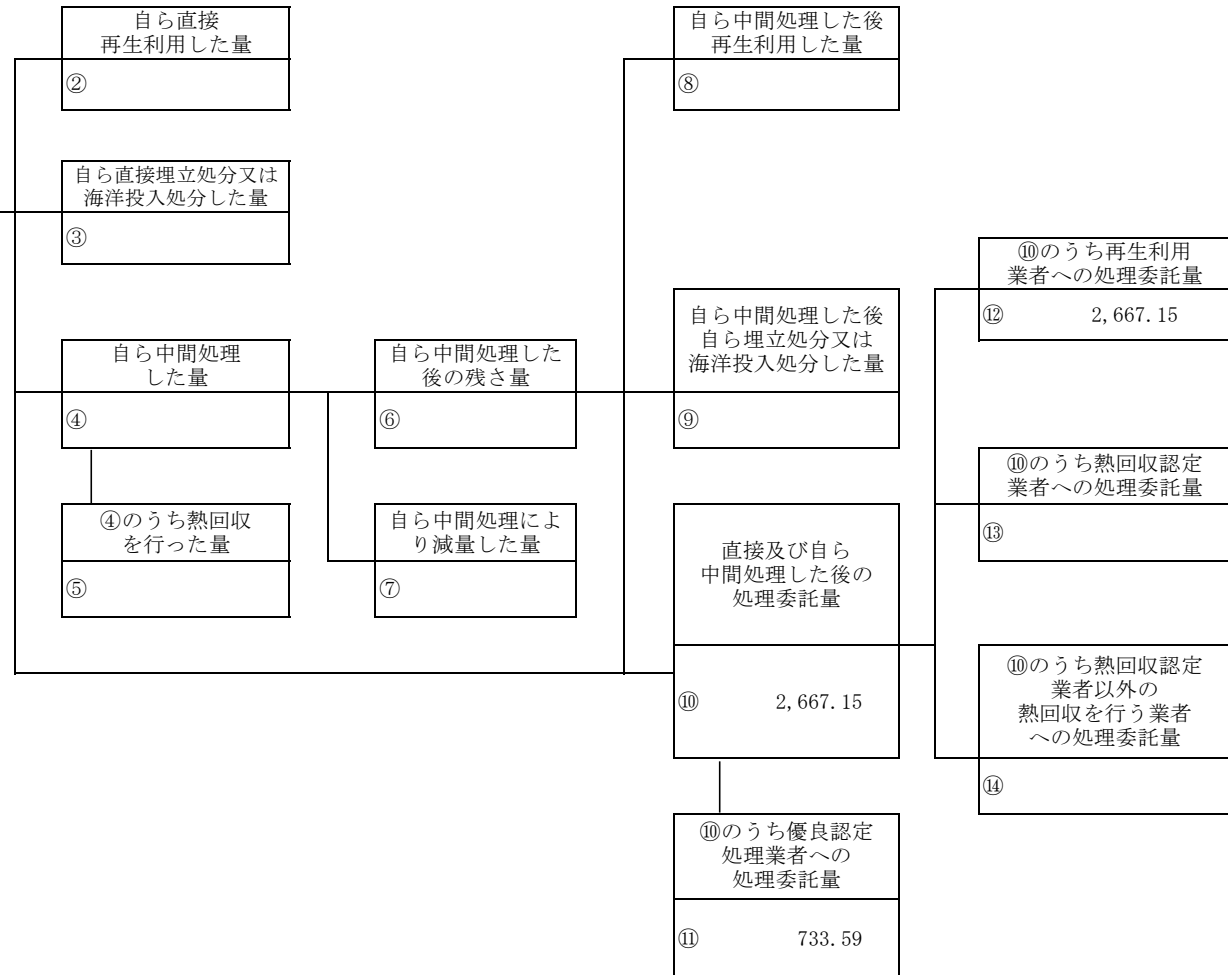 自ら直接
再生利用した量
②
自ら直接埋立処分又は
海洋投入処分した量
③
自ら中間処理
した量
④
④のうち熱回収
を行った量
⑤
自ら中間処理した
後の残さ量
⑥
自ら中間処理によ
り減量した量
⑦
自ら中間処理した後
再生利用した量
⑧
自ら中間処理した後
自ら埋立処分又は
海洋投入処分した量
⑨
直接及び自ら
中間処理した後の
処理委託量
⑩ 2,667.15
⑩のうち優良認定
処理業者への
処理委託量
⑪ 733.59
⑩のうち再生利用
業者への処理委託量
⑫ 2,667.15
⑩のうち熱回収認定
業者への処理委託量
⑬
⑩のうち熱回収認定
業者以外の
熱回収を行う業者
への処理委託量
⑭